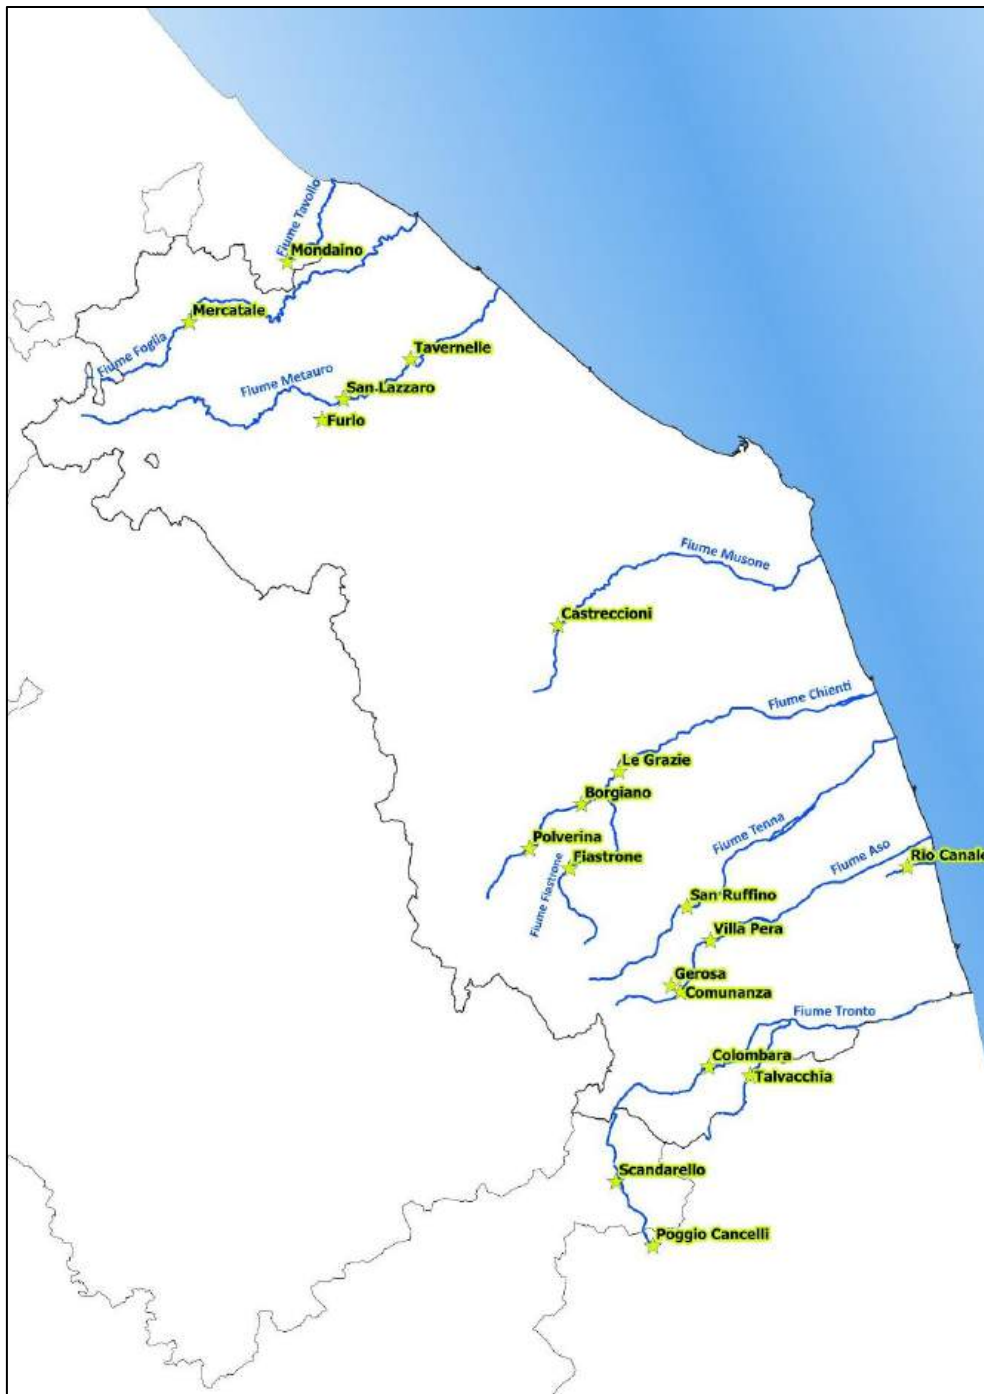 Fiume Tavollo
Mondaino
Mercatale
Fiume Foglia
Tavernelle
Fiume Metauro
San Lazzaro
Furlo
Fiume Musone
Castreccioni
Fiume Chienti
Le Grazie
Borgiano
Fiume Tenna
Polverina
Fiastrone
Fiume Fiastrone
Fiume Aso
Rio Canale
San Ruffino
Villa Pera
Gerosa
Comunanza
Fiume Tronto
Colombara
Talvacchia
Scandarello
Poggio Cancelli